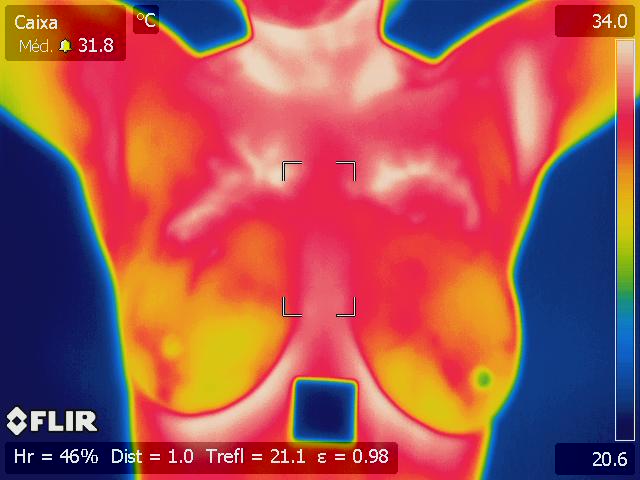 Caixa °C 34.0
Méd. 31.8
FLIR
Hr = 46% Dist = 1.0 Trefl = 21.1 ε = 0.98 20.6